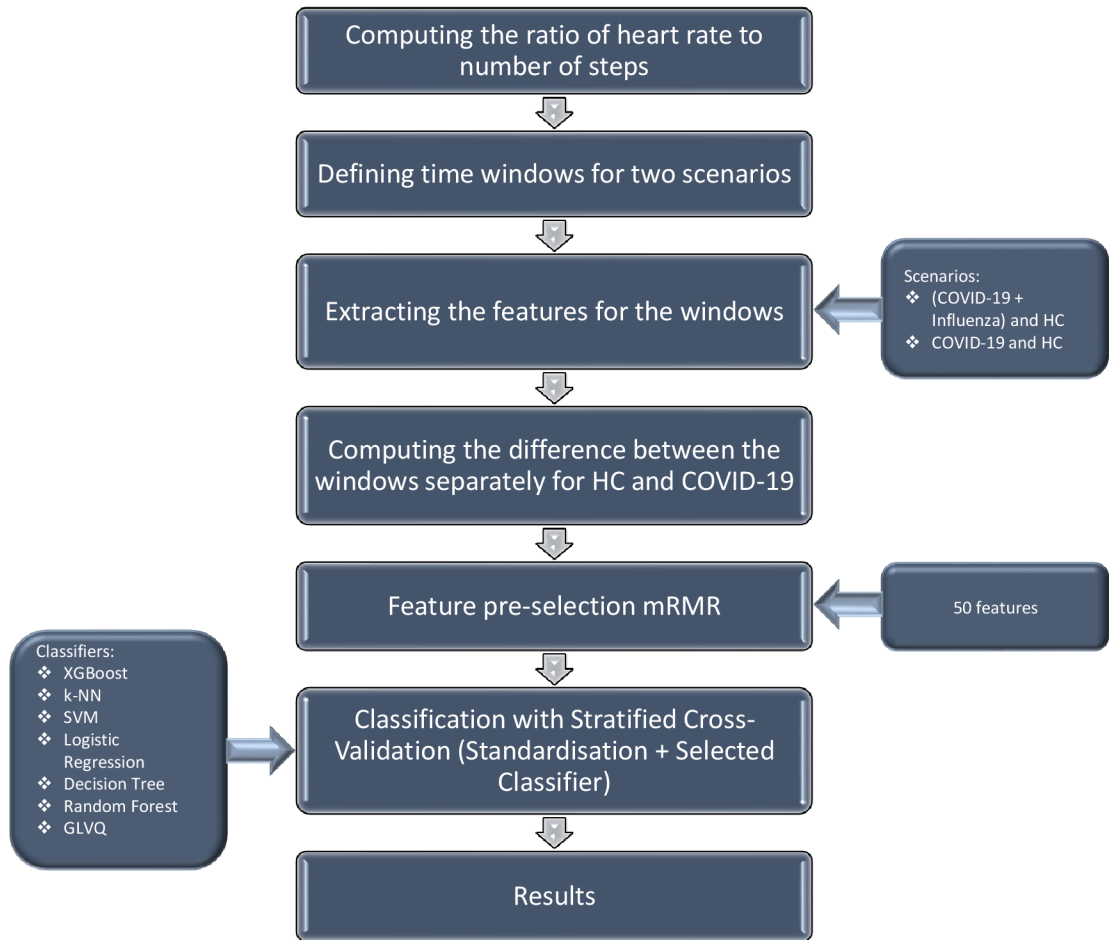 Computing the ratio of heart rate to
number of steps
Defining time windows for two scenarios
Extracting the features for the windows
Scenarios:
❖ (COVID-19 +
Influenza) and HC
❖ COVID-19 and HC
Computing the difference between the
windows separately for HC and COVID-19
Feature pre-selection mRMR
50 features
Classifiers:
❖ XGBoost
❖ k-NN
❖ SVM
❖ Logistic
Regression
❖ Decision Tree
❖ Random Forest
❖ GLVQ
Classification with Stratified Cross-
Validation (Standardisation + Selected
Classifier)
Results